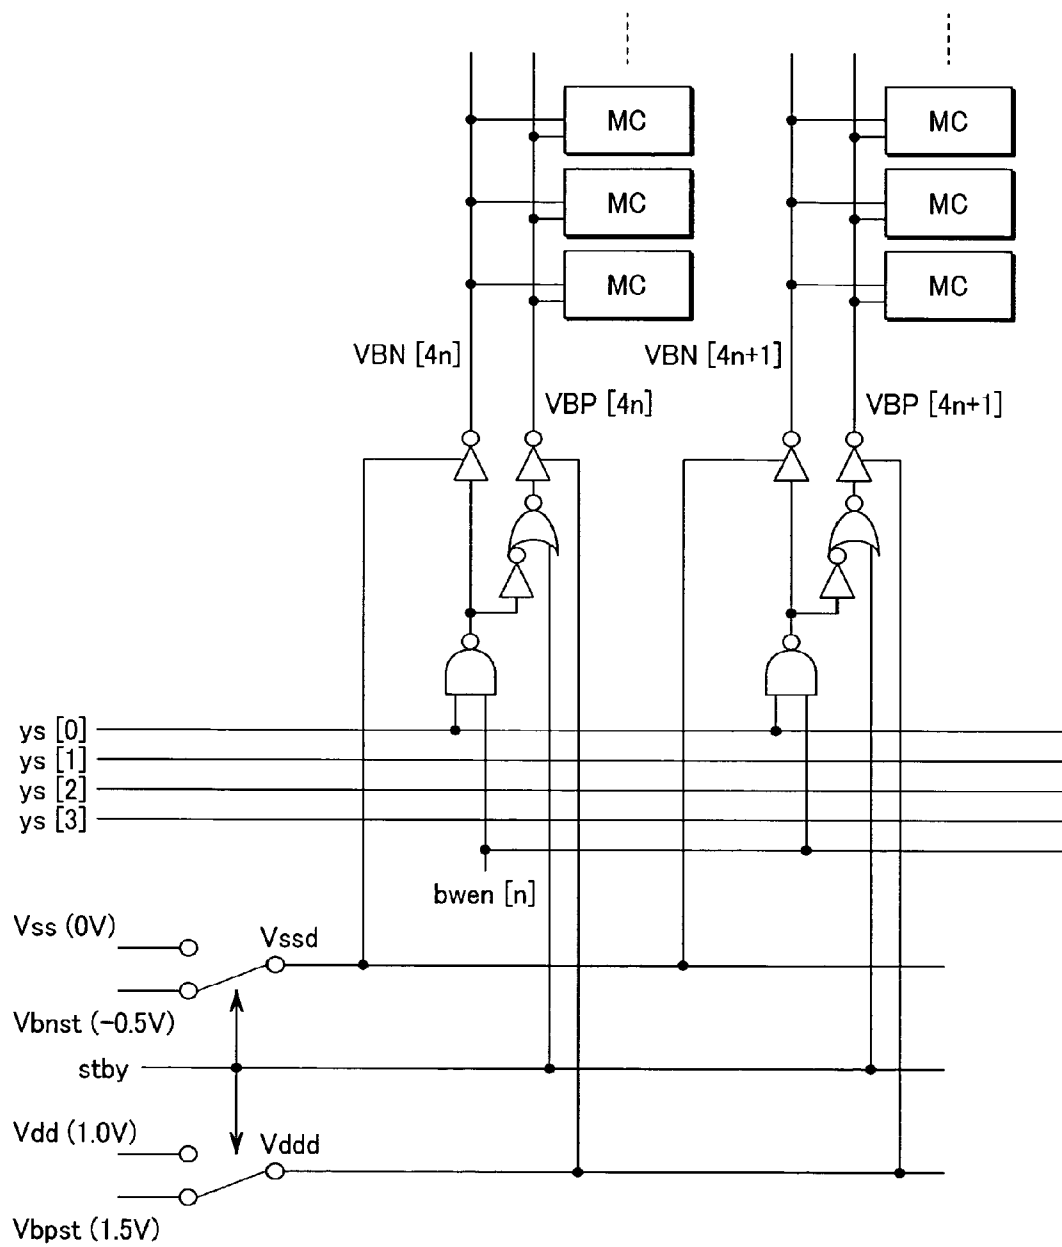 MC MC
MC MC
MC MC
VBN [4n] VBN [4n+1]
VBP [4n] VBP [4n+1]
ys [0]
ys [1]
ys [2]
ys [3]
bwen [n]
Vss (0V)
Vssd
Vbnst (-0.5V)
stby
Vdd (1.0V)
Vddd
Vbpst (1.5V)